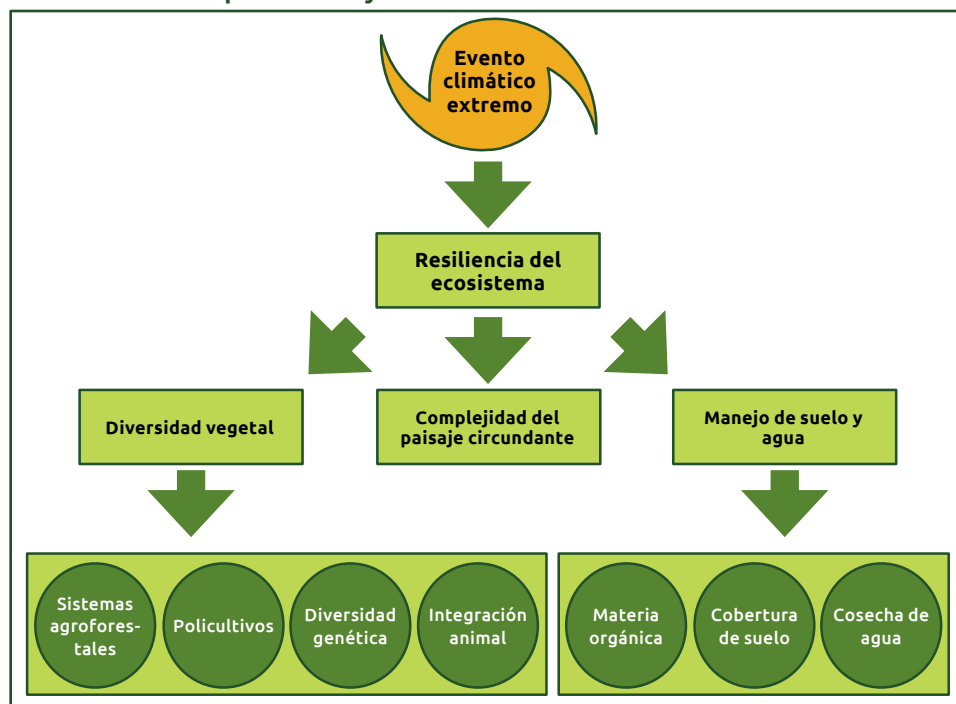 Evento
climático
extremo
Resiliencia del
ecosistema
Diversidad vegetal
Complejidad del
paisaje circundante
Manejo de suelo y
agua
Sistemas
agrofores-
tales
Policultivos
Diversidad
genética
Integración
animal
Materia
orgánica
Cobertura
de suelo
Cosecha de
agua